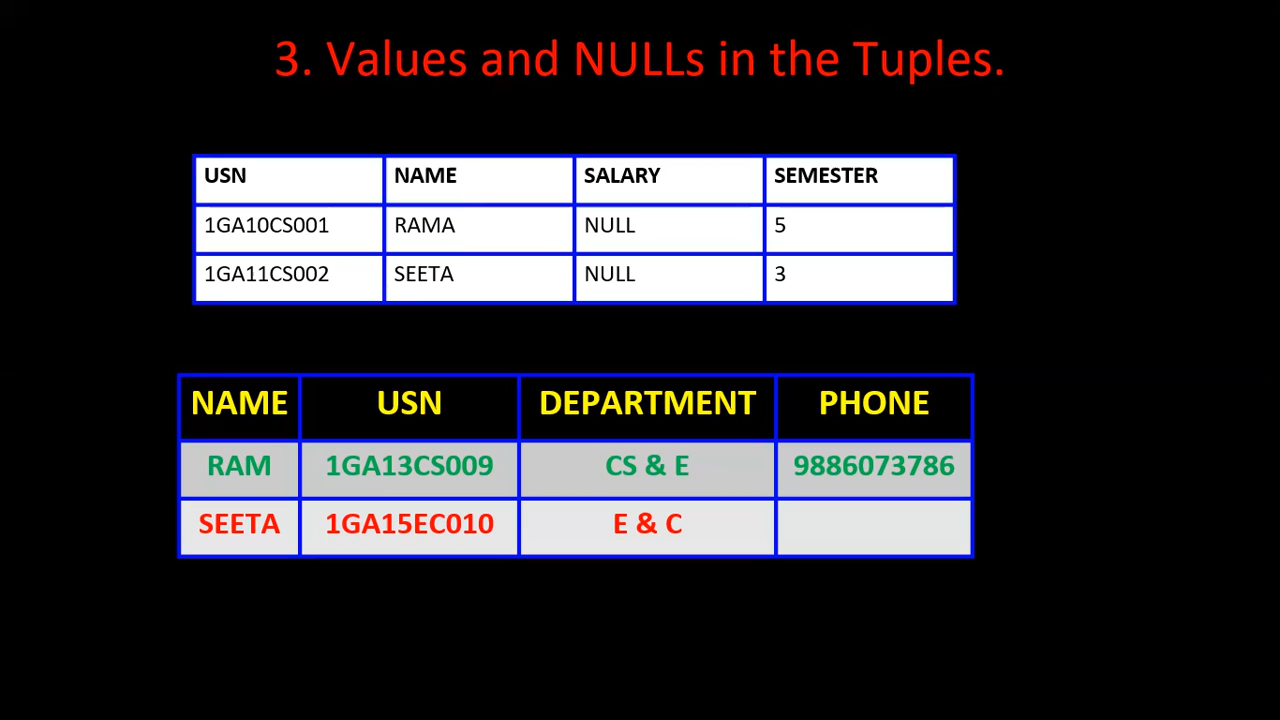 3. Values and NULLs in the Tuples.
USN NAME SALARY SEMESTER
1GA10CS001 RAMA NULL 5
1GA11CS002 SEETA NULL 3
NAME USN DEPARTMENT PHONE
RAM 1GA13CS009 CS & E 9886073786
SEETA 1GA15EC010 E & C